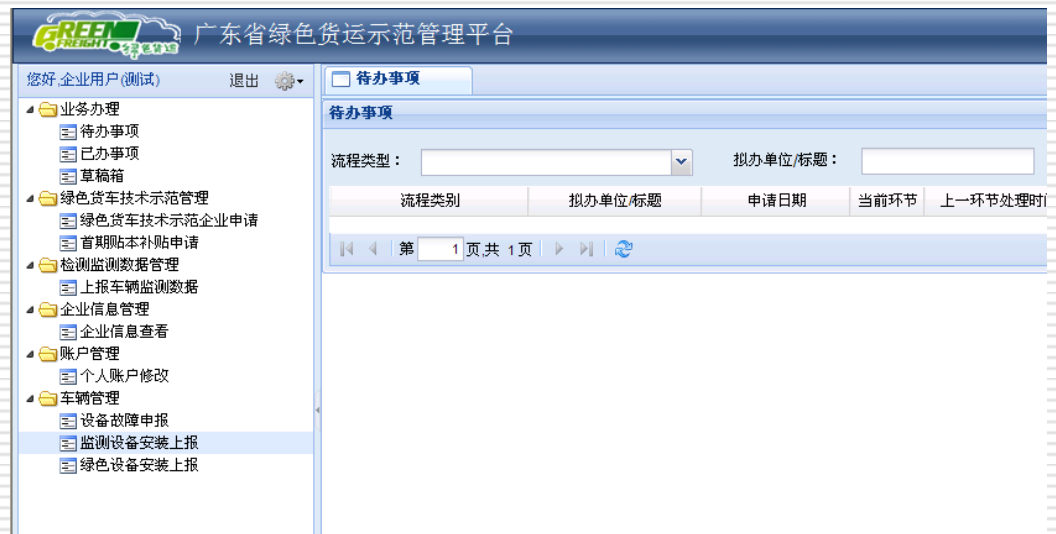 GREEN
FREIGHT 绿色货运
广东省绿色货运示范管理平台
您好,企业用户(测试) 退出
业务办理
待办事项
已办事项
草稿箱
绿色货车技术示范管理
绿色货车技术示范企业申请
首期贴本补贴申请
检测监测数据管理
上报车辆监测数据
企业信息管理
企业信息查看
账户管理
个人账户修改
车辆管理
设备故障申报
监测设备安装上报
绿色设备安装上报
待办事项
待办事项
流程类型： 拟办单位/标题：
流程类别 拟办单位/标题 申请日期 当前环节 上一环节处理时
第 1 页,共 1 页